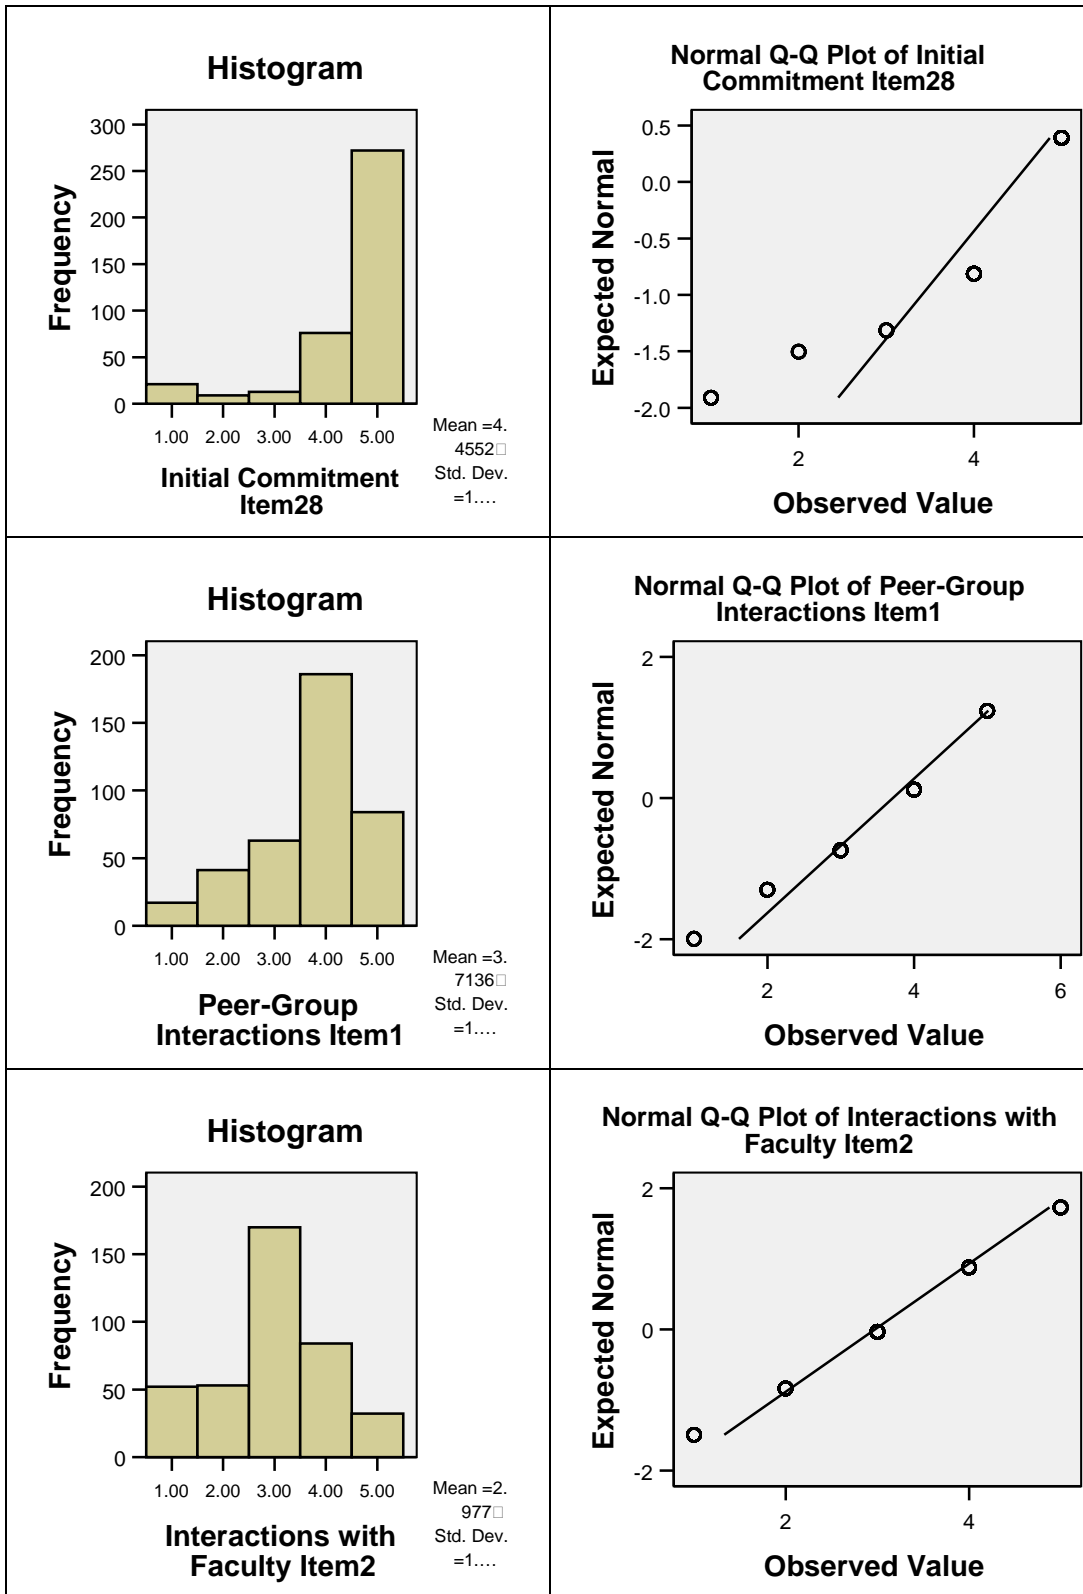 Histogram
300
250
200
150
100
50
0
Frequency
1.00 2.00 3.00 4.00 5.00
Initial Commitment
Item28
Mean =4.
4552□
Std. Dev.
=1.…
Normal Q-Q Plot of Initial
Commitment Item28
0.5
0.0
-0.5
-1.0
-1.5
-2.0
Expected Normal
2 4
Observed Value
Histogram
200
150
100
50
0
Frequency
1.00 2.00 3.00 4.00 5.00
Peer-Group
Interactions Item1
Mean =3.
7136□
Std. Dev.
=1.…
Normal Q-Q Plot of Peer-Group
Interactions Item1
2
0
-2
Expected Normal
2 4 6
Observed Value
Histogram
200
150
100
50
0
Frequency
1.00 2.00 3.00 4.00 5.00
Interactions with
Faculty Item2
Mean =2.
977□
Std. Dev.
=1.…
Normal Q-Q Plot of Interactions with
Faculty Item2
2
0
-2
Expected Normal
2 4
Observed Value